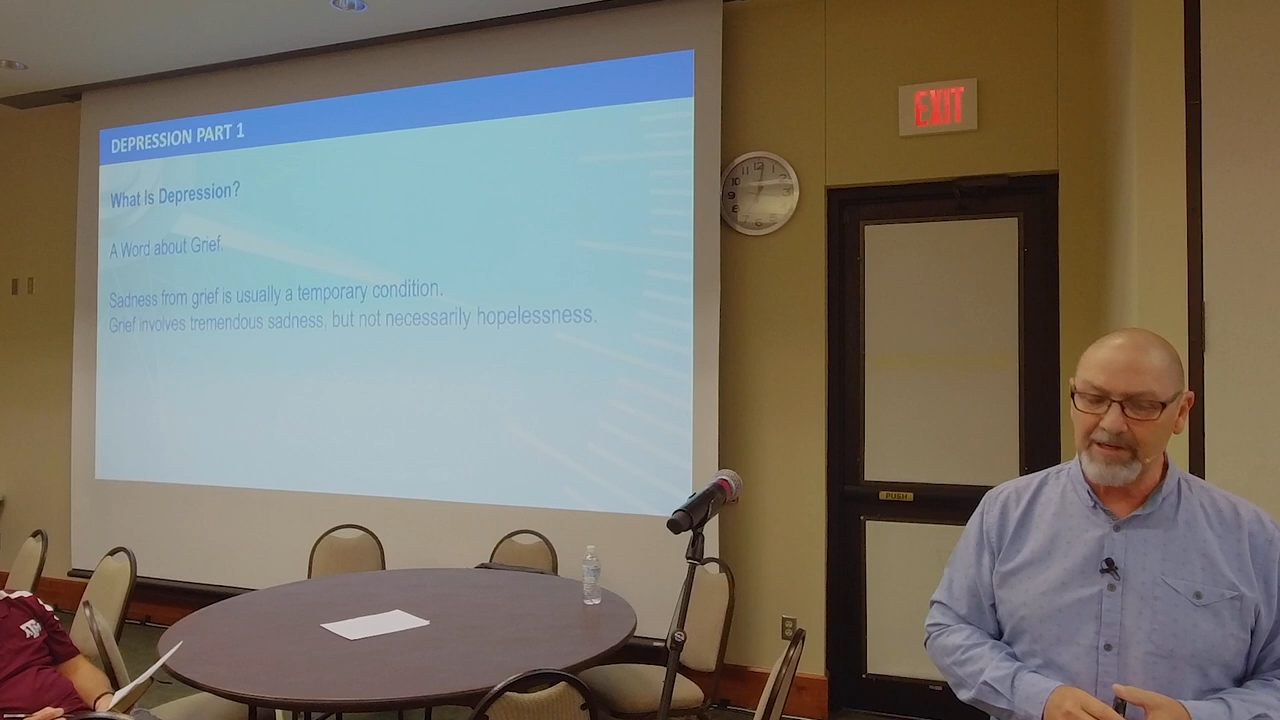 DEPRESSION PART 1
What Is Depression?
A Word about Grief.
Sadness from grief is usually a temporary condition.
Grief involves tremendous sadness, but not necessarily hopelessness.
EXIT
PUSH